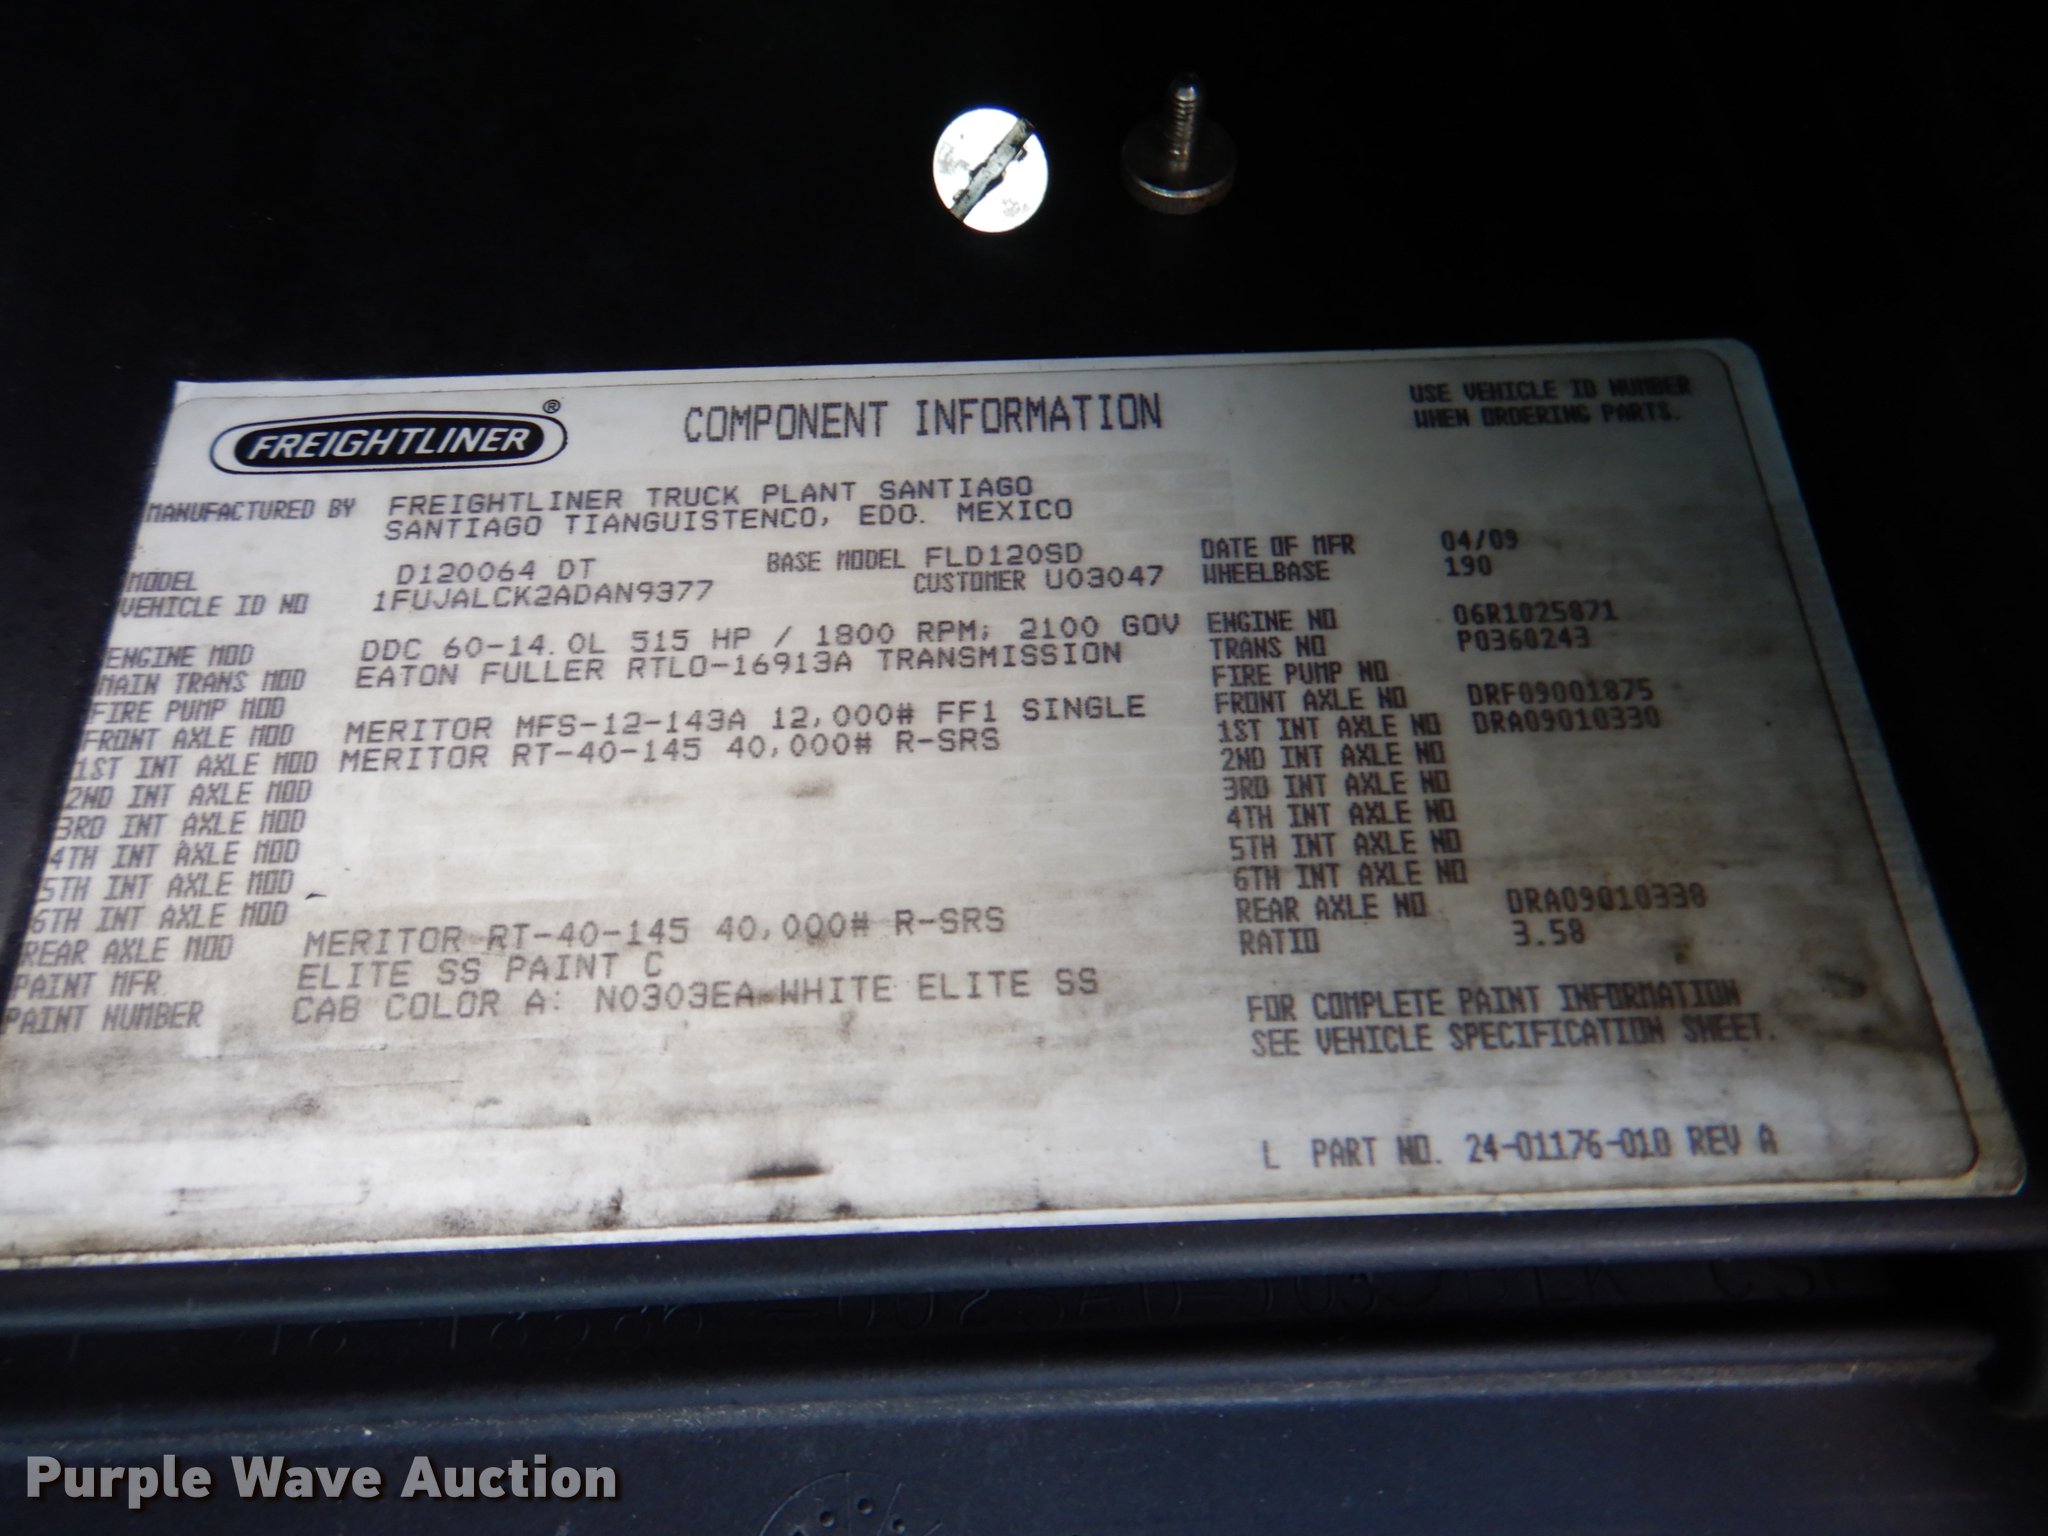 FREIGHTLINER®
COMPONENT INFORMATION
USE VEHICLE ID NUMBER
WHEN ORDERING PARTS.
MANUFACTURED BY FREIGHTLINER TRUCK PLANT SANTIAGO
SANTIAGO TIANGUISTENCO, EDO. MEXICO
MODEL D120064 DT BASE MODEL FLD120SD DATE OF MFR 04/09
VEHICLE ID NO 1FUJALCK2ADAN9377 CUSTOMER U03047 WHEELBASE 190
ENGINE MOD DDC 60-14.0L 515 HP / 1800 RPM; 2100 GOV ENGINE NO 06R1025871
MAIN TRANS MOD EATON FULLER RTLO-16913A TRANSMISSION TRANS NO P0360243
FIRE PUMP MOD FIRE PUMP NO
FRONT AXLE MOD MERITOR MFS-12-143A 12,000# FF1 SINGLE FRONT AXLE NO DRF09001875
1ST INT AXLE MOD MERITOR RT-40-145 40,000# R-SRS 1ST INT AXLE NO DRA09010330
2ND INT AXLE MOD 2ND INT AXLE NO
3RD INT AXLE MOD 3RD INT AXLE NO
4TH INT AXLE MOD 4TH INT AXLE NO
5TH INT AXLE MOD 5TH INT AXLE NO
6TH INT AXLE MOD 6TH INT AXLE NO
REAR AXLE MOD MERITOR RT-40-145 40,000# R-SRS REAR AXLE NO DRA09010338
PAINT MFR ELITE SS PAINT C RATIO 3.58
PAINT NUMBER CAB COLOR A: N0303EA WHITE ELITE SS
FOR COMPLETE PAINT INFORMATION
SEE VEHICLE SPECIFICATION SHEET.
L PART NO. 24-01176-010 REV A
Purple Wave Auction